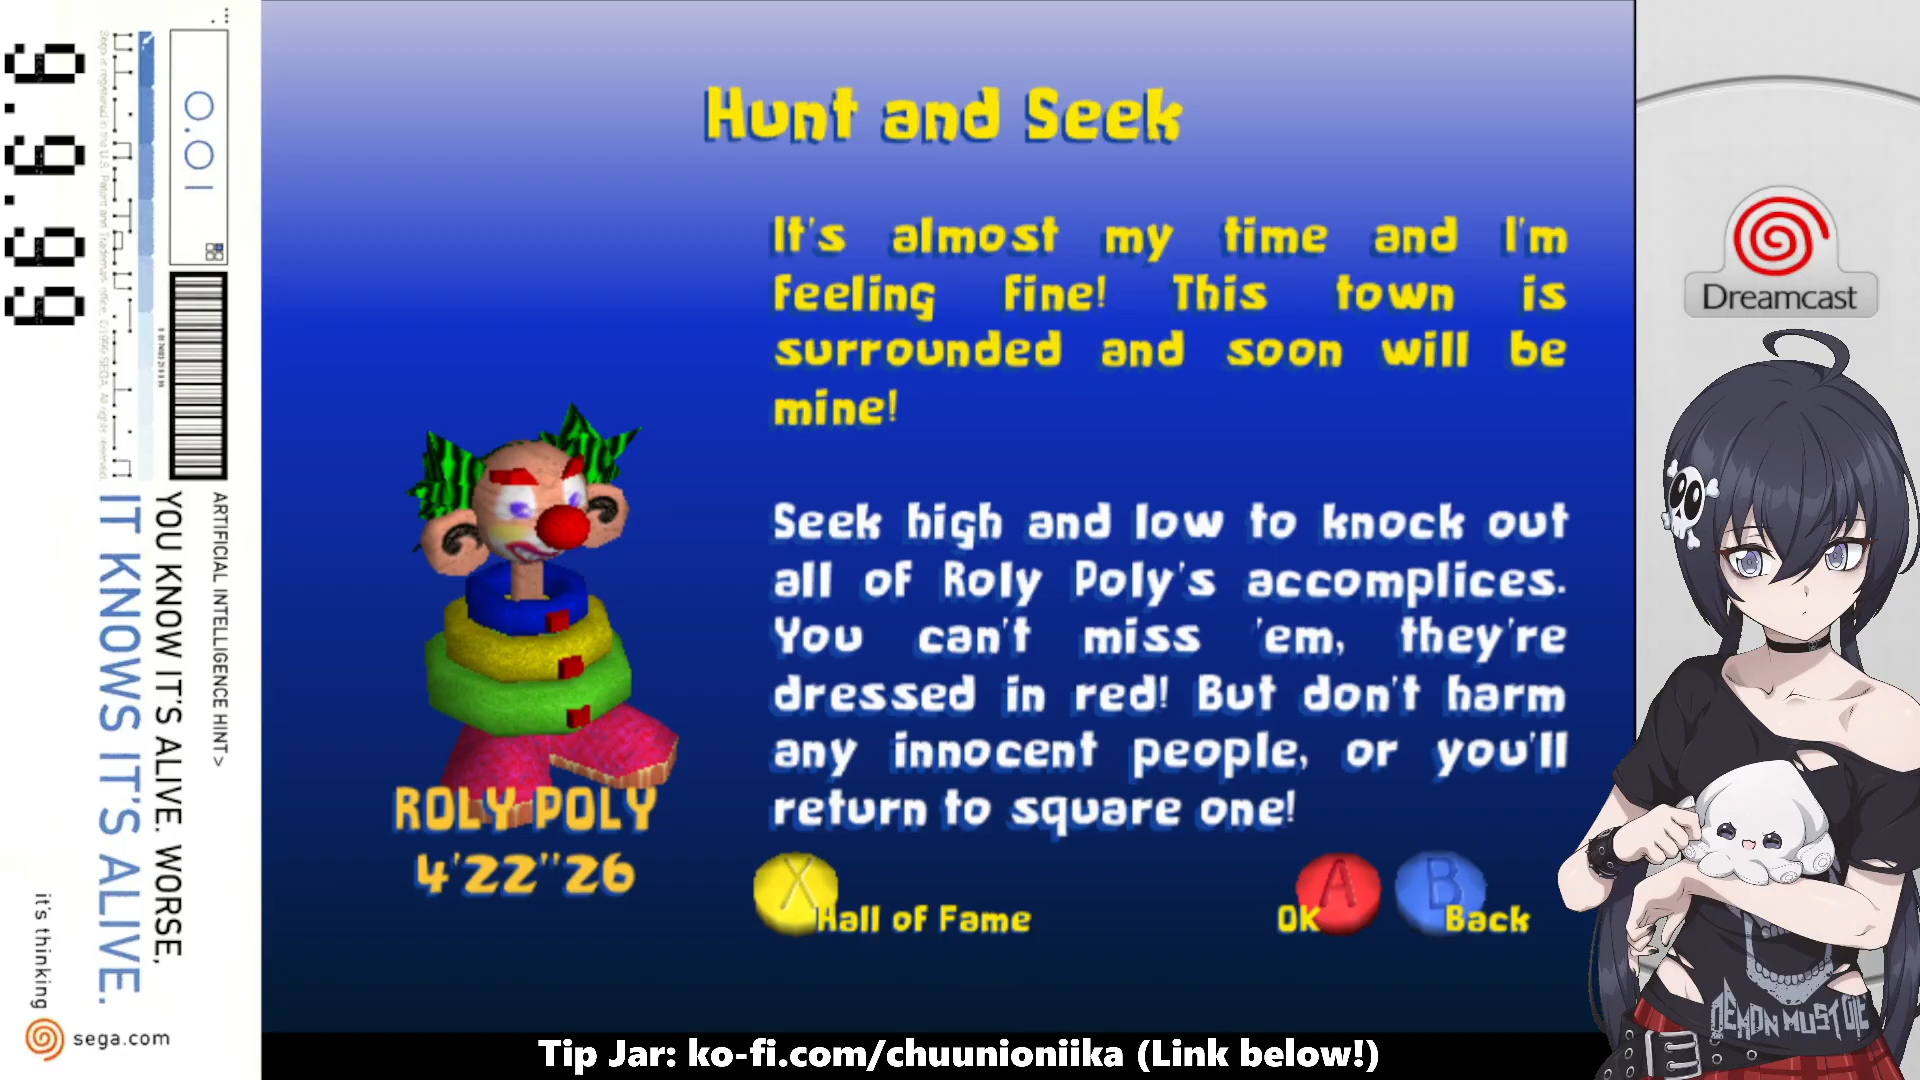 9.9.99
0.01
ARTIFICIAL INTELLIGENCE HINT >
YOU KNOW IT'S ALIVE. WORSE,
IT KNOWS IT'S ALIVE.
it's thinking
sega.com
Hunt and Seek
It's almost my time and I'm
feeling fine! This town is
surrounded and soon will be
mine!
Seek high and low to knock out
all of Roly Poly's accomplices.
You can't miss 'em, they're
dressed in red! But don't harm
any innocent people, or you'll
return to square one!
ROLY POLY
4'22"26
X
Hall of Fame
OK
A
B
Back
Dreamcast
DEMON MUST DIE
Tip Jar: ko-fi.com/chuunioniika (Link below!)